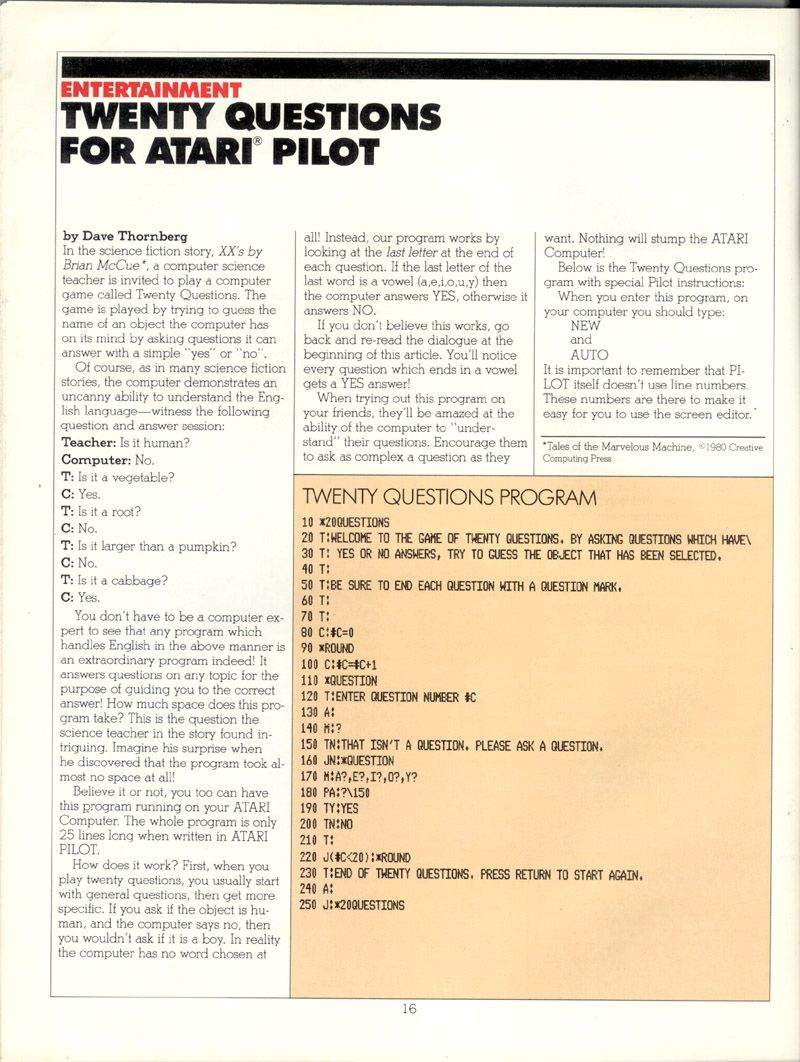 ENTERTAINMENT
TWENTY QUESTIONS
FOR ATARI® PILOT
by Dave Thornberg
In the science fiction story, XX's by
Brian McCue*, a computer science
teacher is invited to play a computer
game called Twenty Questions. The
game is played by trying to guess the
name of an object the computer has
on its mind by asking questions it can
answer with a simple "yes" or "no".
Of course, as in many science fiction
stories, the computer demonstrates an
uncanny ability to understand the Eng-
lish language—witness the following
question and answer session:
Teacher: Is it human?
Computer: No.
T: Is it a vegetable?
C: Yes.
T: Is it a root?
C: No.
T: Is it larger than a pumpkin?
C: No.
T: Is it a cabbage?
C: Yes.
You don't have to be a computer ex-
pert to see that any program which
handles English in the above manner is
an extraordinary program indeed! It
answers questions on any topic for the
purpose of guiding you to the correct
answer! How much space does this pro-
gram take? This is the question the
science teacher in the story found in-
triguing. Imagine his surprise when
he discovered that the program took al-
most no space at all!
Believe it or not, you too can have
this program running on your ATARI
Computer. The whole program is only
25 lines long when written in ATARI
PILOT.
How does it work? First, when you
play twenty questions, you usually start
with general questions, then get more
specific. If you ask if the object is hu-
man, and the computer says no, then
you wouldn't ask if it is a boy. In reality
the computer has no word chosen at
all! Instead, our program works by
looking at the last letter at the end of
each question. If the last letter of the
last word is a vowel (a,e,i,o,u,y) then
the computer answers YES, otherwise it
answers NO.
If you don't believe this works, go
back and re-read the dialogue at the
beginning of this article. You'll notice
every question which ends in a vowel
gets a YES answer!
When trying out this program on
your friends, they'll be amazed at the
ability of the computer to "under-
stand" their questions. Encourage them
to ask as complex a question as they
want. Nothing will stump the ATARI
Computer!
Below is the Twenty Questions pro-
gram with special Pilot instructions:
When you enter this program, on
your computer you should type:
NEW
and
AUTO
It is important to remember that PI-
LOT itself doesn't use line numbers.
These numbers are there to make it
easy for you to use the screen editor.
*Tales of the Marvelous Machine, ©1980 Creative
Computing Press
TWENTY QUESTIONS PROGRAM
10 *20QUESTIONS
20 T:WELCOME TO THE GAME OF TWENTY QUESTIONS. BY ASKING QUESTIONS WHICH HAVE\
30 T: YES OR NO ANSWERS, TRY TO GUESS THE OBJECT THAT HAS BEEN SELECTED.
40 T:
50 T:BE SURE TO END EACH QUESTION WITH A QUESTION MARK.
60 T:
70 T:
80 C:#C=0
90 *ROUND
100 C:#C=#C+1
110 *QUESTION
120 T:ENTER QUESTION NUMBER #C
130 A:
140 M:?
150 TN:THAT ISN'T A QUESTION. PLEASE ASK A QUESTION.
160 JN:*QUESTION
170 M:A?,E?,I?,O?,Y?
180 PA:?\150
190 TY:YES
200 TN:NO
210 T:
220 J(#C<20):*ROUND
230 T:END OF TWENTY QUESTIONS. PRESS RETURN TO START AGAIN.
240 A:
250 J:*20QUESTIONS
16